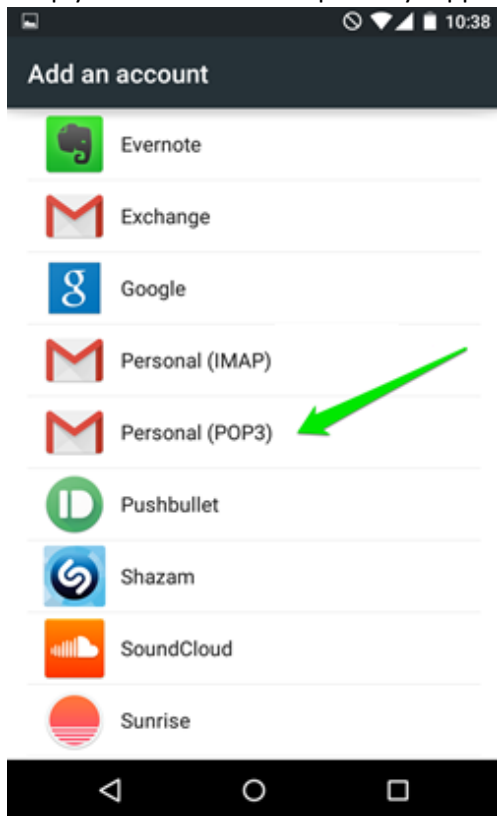 10:38
Add an account
Evernote
Exchange
g
Google
Personal (IMAP)
Personal (POP3)
Pushbullet
Shazam
SoundCloud
Sunrise